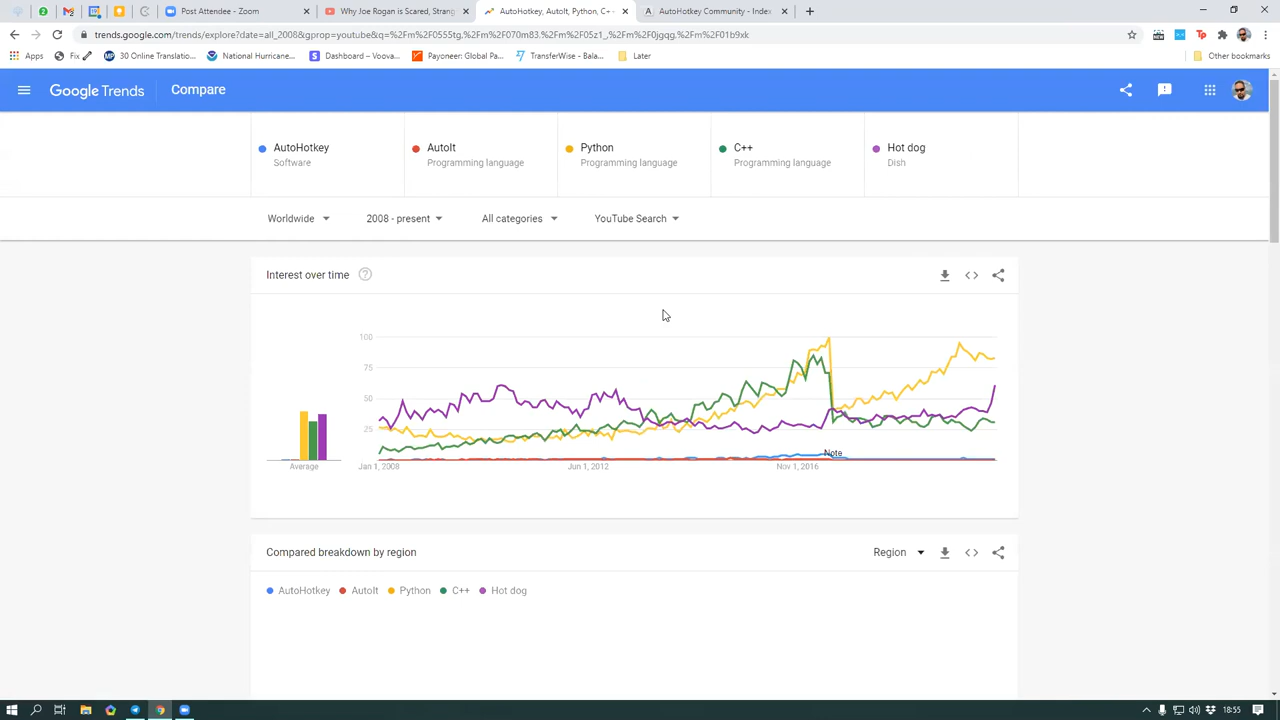 Post Attendee - Zoom
Why Joe Rogan is Scared, Strang
AutoHotkey, AutoIt, Python, C++ -
AutoHotkey Community - Index
trends.google.com/trends/explore?date=all_2008&gprop=youtube&q=%2Fm%2F0555tg,%2Fm%2F070m83,%2Fm%2F05z1_,%2Fm%2F0jgqg,%2Fm%2F01b9xk
Apps
Fix
30 Online Translatio...
National Hurricane...
Dashboard – Voova...
Payoneer: Global Pa...
TransferWise - Bala...
Later
Other bookmarks
Google Trends
Compare
AutoHotkey
Software
AutoIt
Programming language
Python
Programming language
C++
Programming language
Hot dog
Dish
Worldwide
2008 - present
All categories
YouTube Search
Interest over time
100
75
50
25
Note
Average
Jan 1, 2008
Jun 1, 2012
Nov 1, 2016
Compared breakdown by region
Region
AutoHotkey
AutoIt
Python
C++
Hot dog
18:55